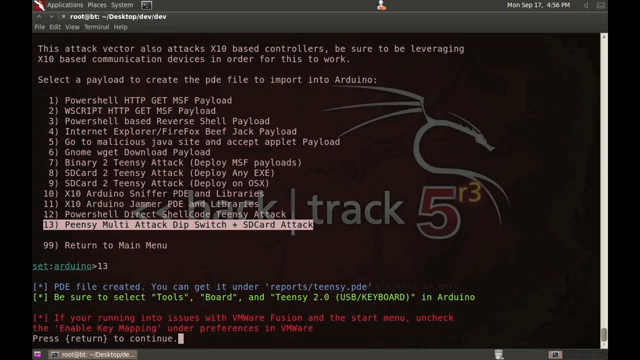 Applications Places System
Mon Sep 17, 4:56 PM
root@bt: ~/Desktop/dev/dev
File Edit View Terminal Help
This attack vector also attacks X10 based controllers, be sure to be leveraging
X10 based communication devices in order for this to work.
Select a payload to create the pde file to import into Arduino:
1) Powershell HTTP GET MSF Payload
2) WSCRIPT HTTP GET MSF Payload
3) Powershell based Reverse Shell Payload
4) Internet Explorer/FireFox Beef Jack Payload
5) Go to malicious java site and accept applet Payload
6) Gnome wget Download Payload
7) Binary 2 Teensy Attack (Deploy MSF payloads)
8) SDCard 2 Teensy Attack (Deploy Any EXE)
9) SDCard 2 Teensy Attack (Deploy on OSX)
10) X10 Arduino Sniffer PDE and Libraries
11) X10 Arduino Jammer PDE and Libraries
12) Powershell Direct ShellCode Teensy Attack
13) Peensy Multi Attack Dip Switch + SDCard Attack
99) Return to Main Menu
set:arduino>13
[*] PDE file created. You can get it under 'reports/teensy.pde'
[*] Be sure to select "Tools", "Board", and "Teensy 2.0 (USB/KEYBOARD)" in Arduino
[*] If your running into issues with VMWare Fusion and the start menu, uncheck
the 'Enable Key Mapping' under preferences in VMWare
Press {return} to continue.
<< back | track 5 r3
root@bt: ~/Desktop/de...